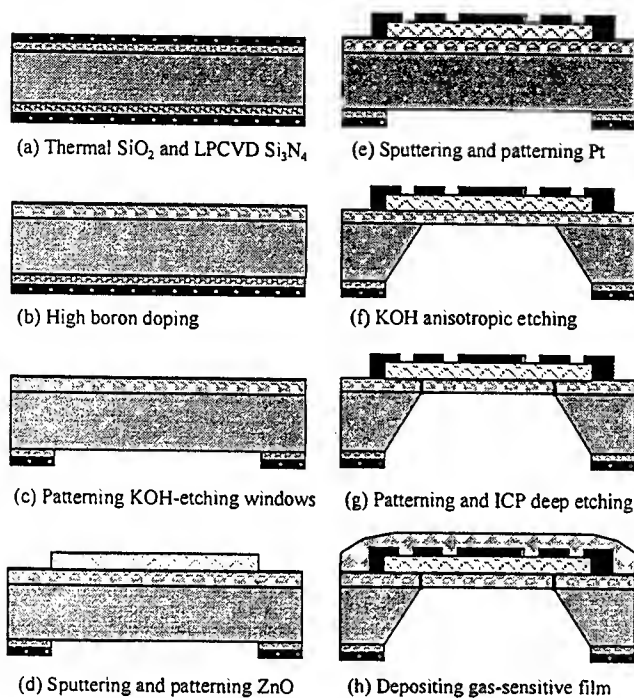 (a) Thermal SiO₂ and LPCVD Si₃N₄
(b) High boron doping
(c) Patterning KOH-etching windows
(d) Sputtering and patterning ZnO
(e) Sputtering and patterning Pt
(f) KOH anisotropic etching
(g) Patterning and ICP deep etching
(h) Depositing gas-sensitive film